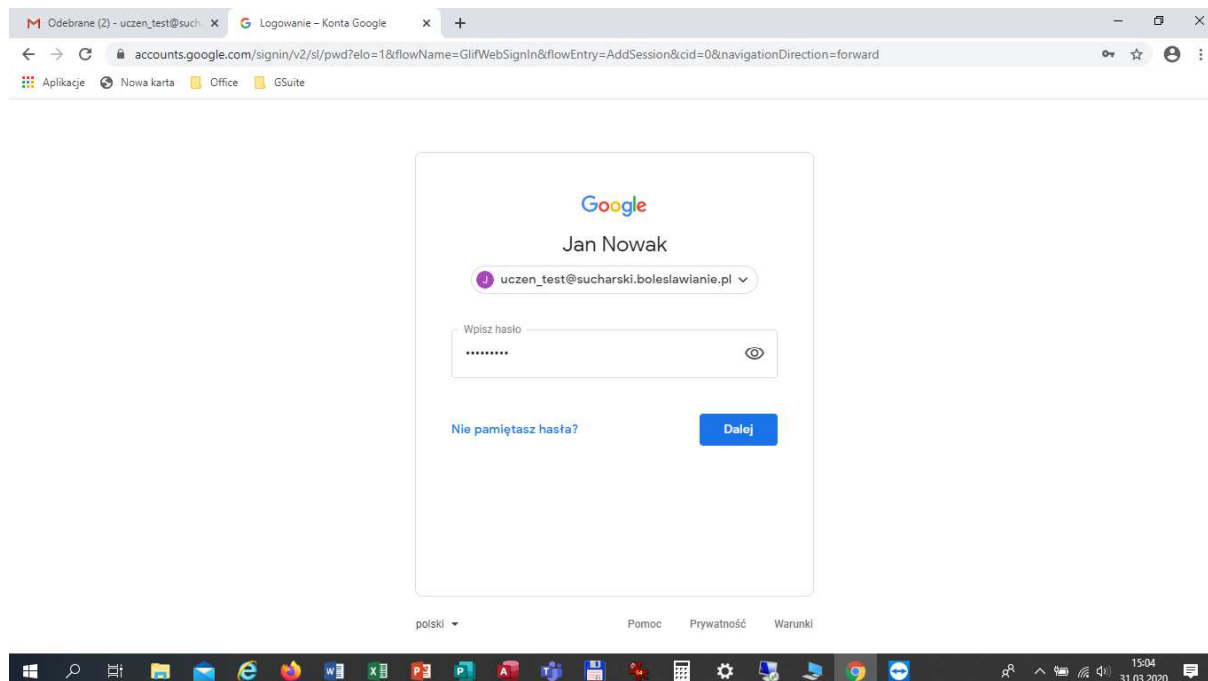 Odebrane (2) - uczen_test@such
Logowanie – Konta Google
accounts.google.com/signin/v2/sl/pwd?elo=1&flowName=GlifWebSignIn&flowEntry=AddSession&cid=0&navigationDirection=forward
Aplikacje Nowa karta Office GSuite
Google
Jan Nowak
J uczen_test@sucharski.boleslawianie.pl
Wpisz hasło
•••••••••
Nie pamiętasz hasła? Dalej
polski Pomoc Prywatność Warunki
15:04
31.03.2020